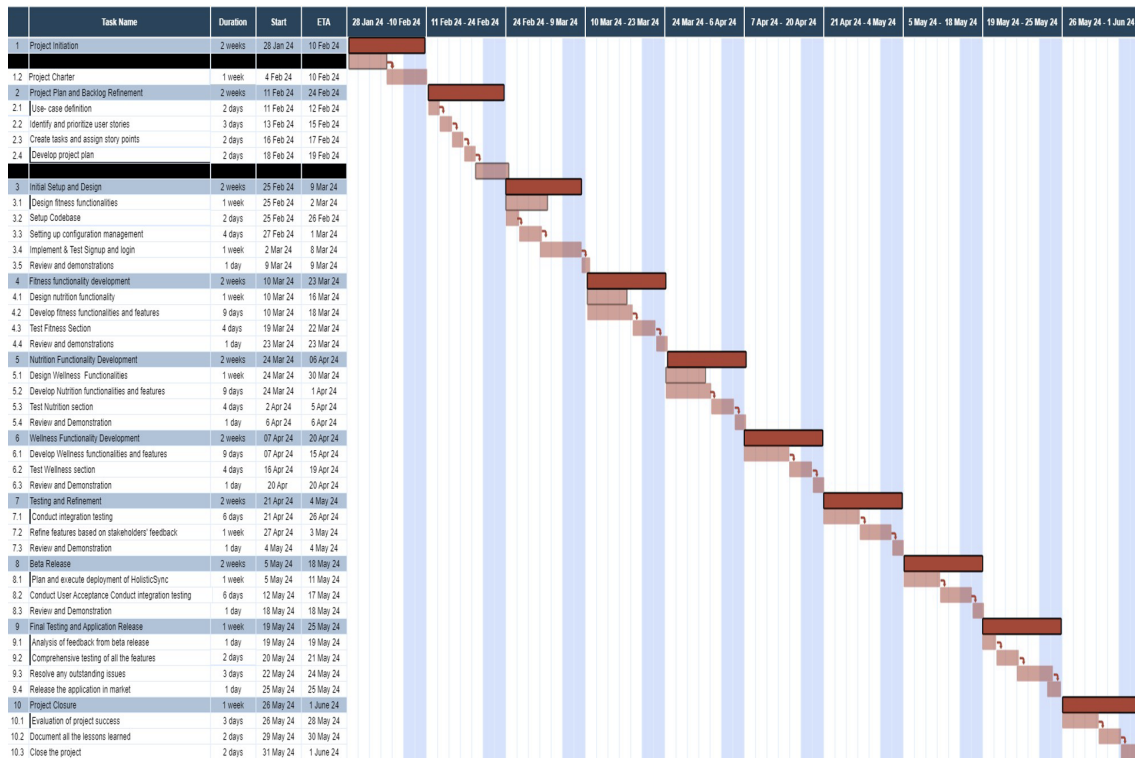 Task Name Duration Start ETA 28 Jan 24 -10 Feb 24 11 Feb 24 - 24 Feb 24 24 Feb 24 - 9 Mar 24 10 Mar 24 - 23 Mar 24 24 Mar 24 - 6 Apr 24 7 Apr 24 - 20 Apr 24 21 Apr 24 - 4 May 24 5 May 24 - 18 May 24 19 May 24 - 25 May 24 26 May 24 - 1 Jun 24
1 Project Initiation 2 weeks 28 Jan 24 10 Feb 24
1.2 Project Charter 1 week 4 Feb 24 10 Feb 24
2 Project Plan and Backlog Refinement 2 weeks 11 Feb 24 24 Feb 24
2.1 Use- case definition 2 days 11 Feb 24 12 Feb 24
2.2 Identify and prioritize user stories 3 days 13 Feb 24 15 Feb 24
2.3 Create tasks and assign story points 2 days 16 Feb 24 17 Feb 24
2.4 Develop project plan 2 days 18 Feb 24 19 Feb 24
3 Initial Setup and Design 2 weeks 25 Feb 24 9 Mar 24
3.1 Design fitness functionalities 1 week 25 Feb 24 2 Mar 24
3.2 Setup Codebase 2 days 25 Feb 24 26 Feb 24
3.3 Setting up configuration management 4 days 27 Feb 24 1 Mar 24
3.4 Implement & Test Signup and login 1 week 2 Mar 24 8 Mar 24
3.5 Review and demonstrations 1 day 9 Mar 24 9 Mar 24
4 Fitness functionality development 2 weeks 10 Mar 24 23 Mar 24
4.1 Design nutrition functionality 1 week 10 Mar 24 16 Mar 24
4.2 Develop fitness functionalities and features 9 days 10 Mar 24 18 Mar 24
4.3 Test Fitness Section 4 days 19 Mar 24 22 Mar 24
4.4 Review and demonstrations 1 day 23 Mar 24 23 Mar 24
5 Nutrition Functionality Development 2 weeks 24 Mar 24 06 Apr 24
5.1 Design Wellness Functionalities 1 week 24 Mar 24 30 Mar 24
5.2 Develop Nutrition functionalities and features 9 days 24 Mar 24 1 Apr 24
5.3 Test Nutrition section 4 days 2 Apr 24 5 Apr 24
5.4 Review and Demonstration 1 day 6 Apr 24 6 Apr 24
6 Wellness Functionality Development 2 weeks 07 Apr 24 20 Apr 24
6.1 Develop Wellness functionalities and features 9 days 07 Apr 24 15 Apr 24
6.2 Test Wellness section 4 days 16 Apr 24 19 Apr 24
6.3 Review and Demonstration 1 day 20 Apr 20 Apr 24
7 Testing and Refinement 2 weeks 21 Apr 24 4 May 24
7.1 Conduct integration testing 6 days 21 Apr 24 26 Apr 24
7.2 Refine features based on stakeholders' feedback 1 week 27 Apr 24 3 May 24
7.3 Review and Demonstration 1 day 4 May 24 4 May 24
8 Beta Release 2 weeks 5 May 24 18 May 24
8.1 Plan and execute deployment of HolisticSync 1 week 5 May 24 11 May 24
8.2 Conduct User Acceptance Conduct integration testing 6 days 12 May 24 17 May 24
8.3 Review and Demonstration 1 day 18 May 24 18 May 24
9 Final Testing and Application Release 1 week 19 May 24 25 May 24
9.1 Analysis of feedback from beta release 1 day 19 May 24 19 May 24
9.2 Comprehensive testing of all the features 2 days 20 May 24 21 May 24
9.3 Resolve any outstanding issues 3 days 22 May 24 24 May 24
9.4 Release the application in market 1 day 25 May 24 25 May 24
10 Project Closure 1 week 26 May 24 1 June 24
10.1 Evaluation of project success 3 days 26 May 24 28 May 24
10.2 Document all the lessons learned 2 days 29 May 24 30 May 24
10.3 Close the project 2 days 31 May 24 1 June 24